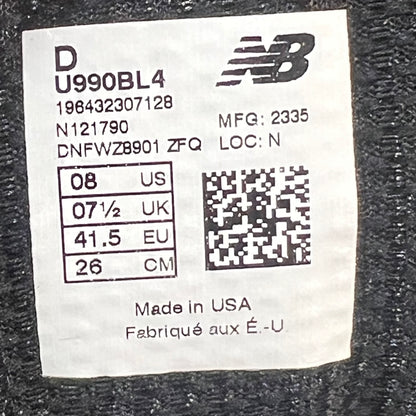 D
NB
U990BL4
196432307128
N121790
MFG: 2335
DNFWZ8901 ZFQ
LOC: N
08 US
07½ UK
41.5 EU
26 CM
Made in USA
Fabriqué aux É.-U